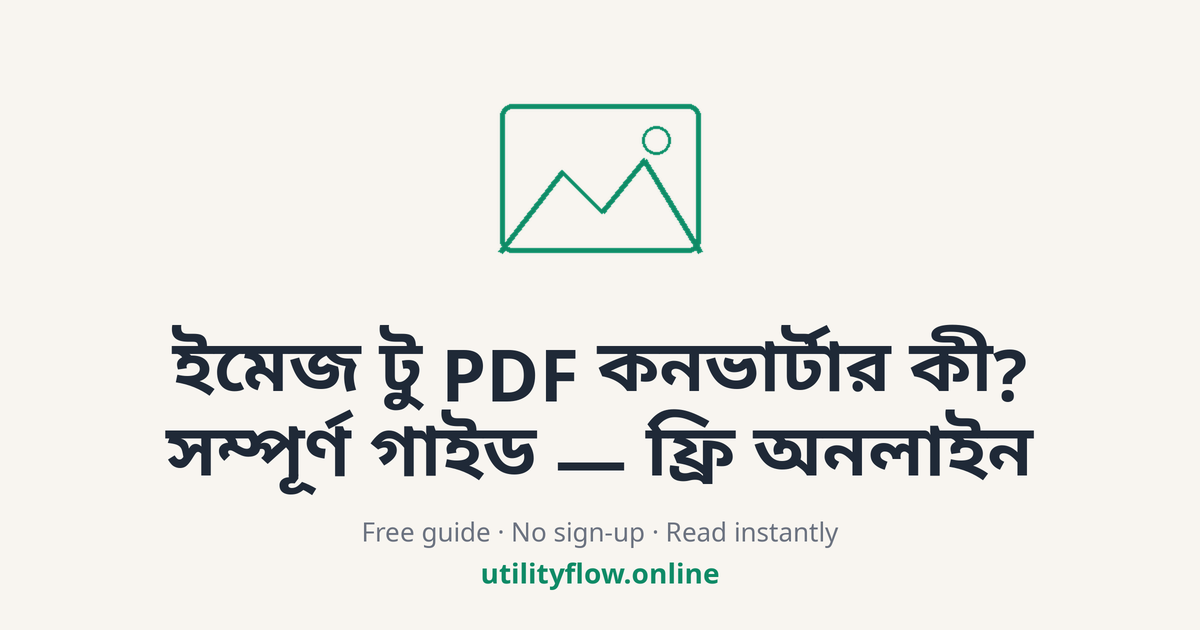 ইমেজ টু PDF কনভার্টার কী?
সম্পূর্ণ গাইড — ফ্রি অনলাইন
Free guide · No sign-up · Read instantly
utilityflow.online